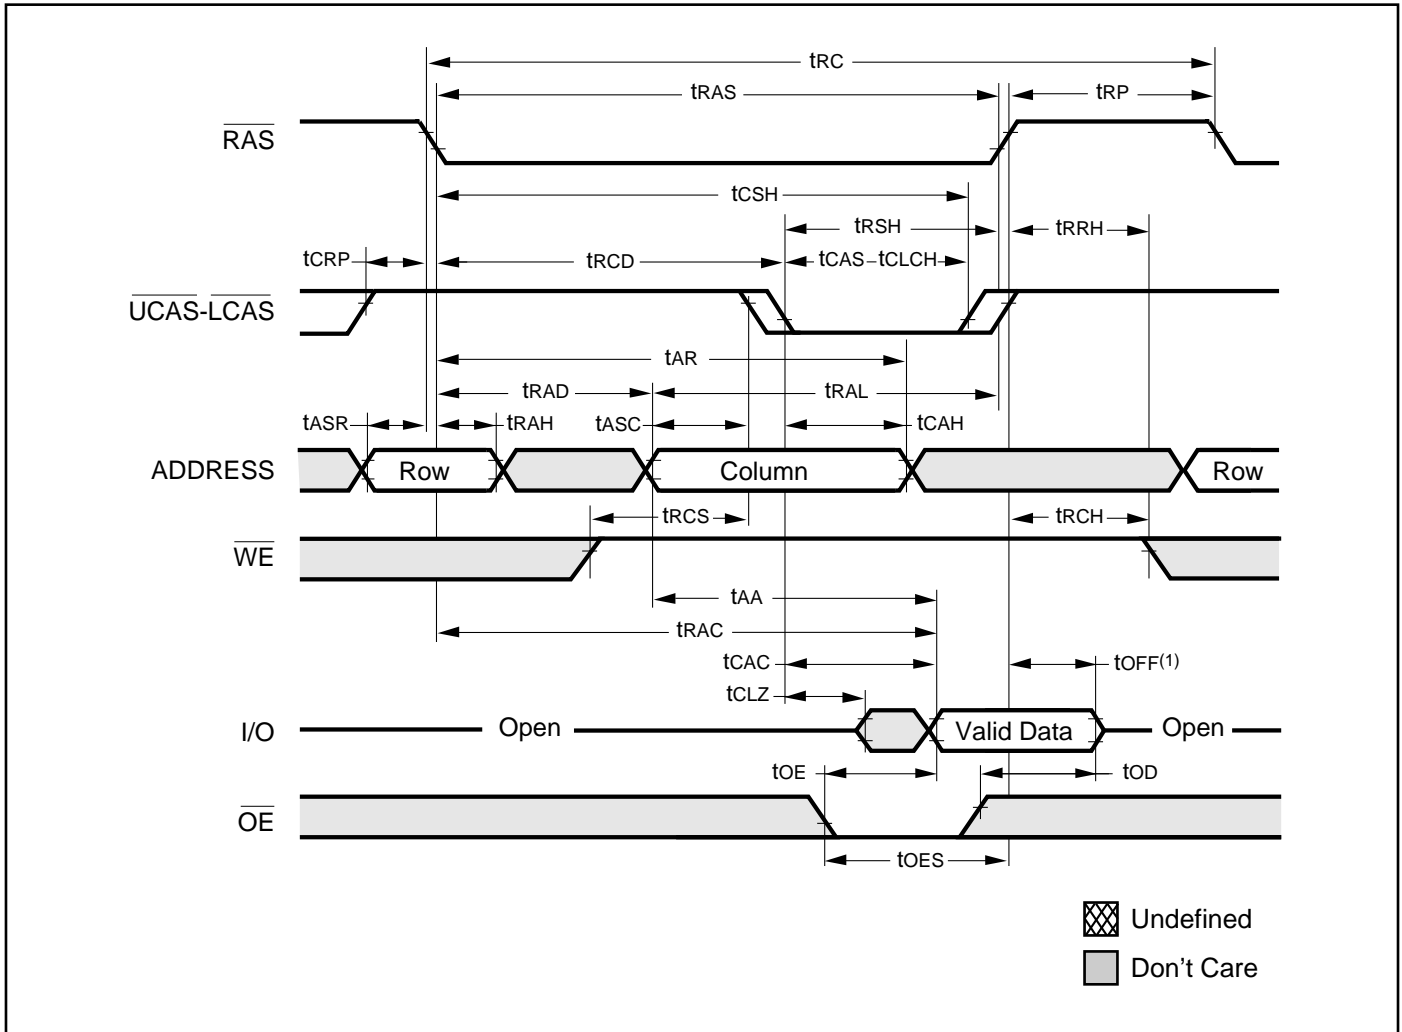 tRC
tRAS
tRP
RAS
tCSH
tRSH
tRRH
tCRP
tRCD
tCAS-tCLCH
UCAS-LCAS
tAR
tRAD
tRAL
tASR
tRAH
tASC
tCAH
ADDRESS
Row
Column
Row
tRCS
tRCH
WE
tAA
tRAC
tCAC
tOFF(1)
tCLZ
I/O
Open
Valid Data
Open
tOE
tOD
OE
tOES
Undefined
Don't Care